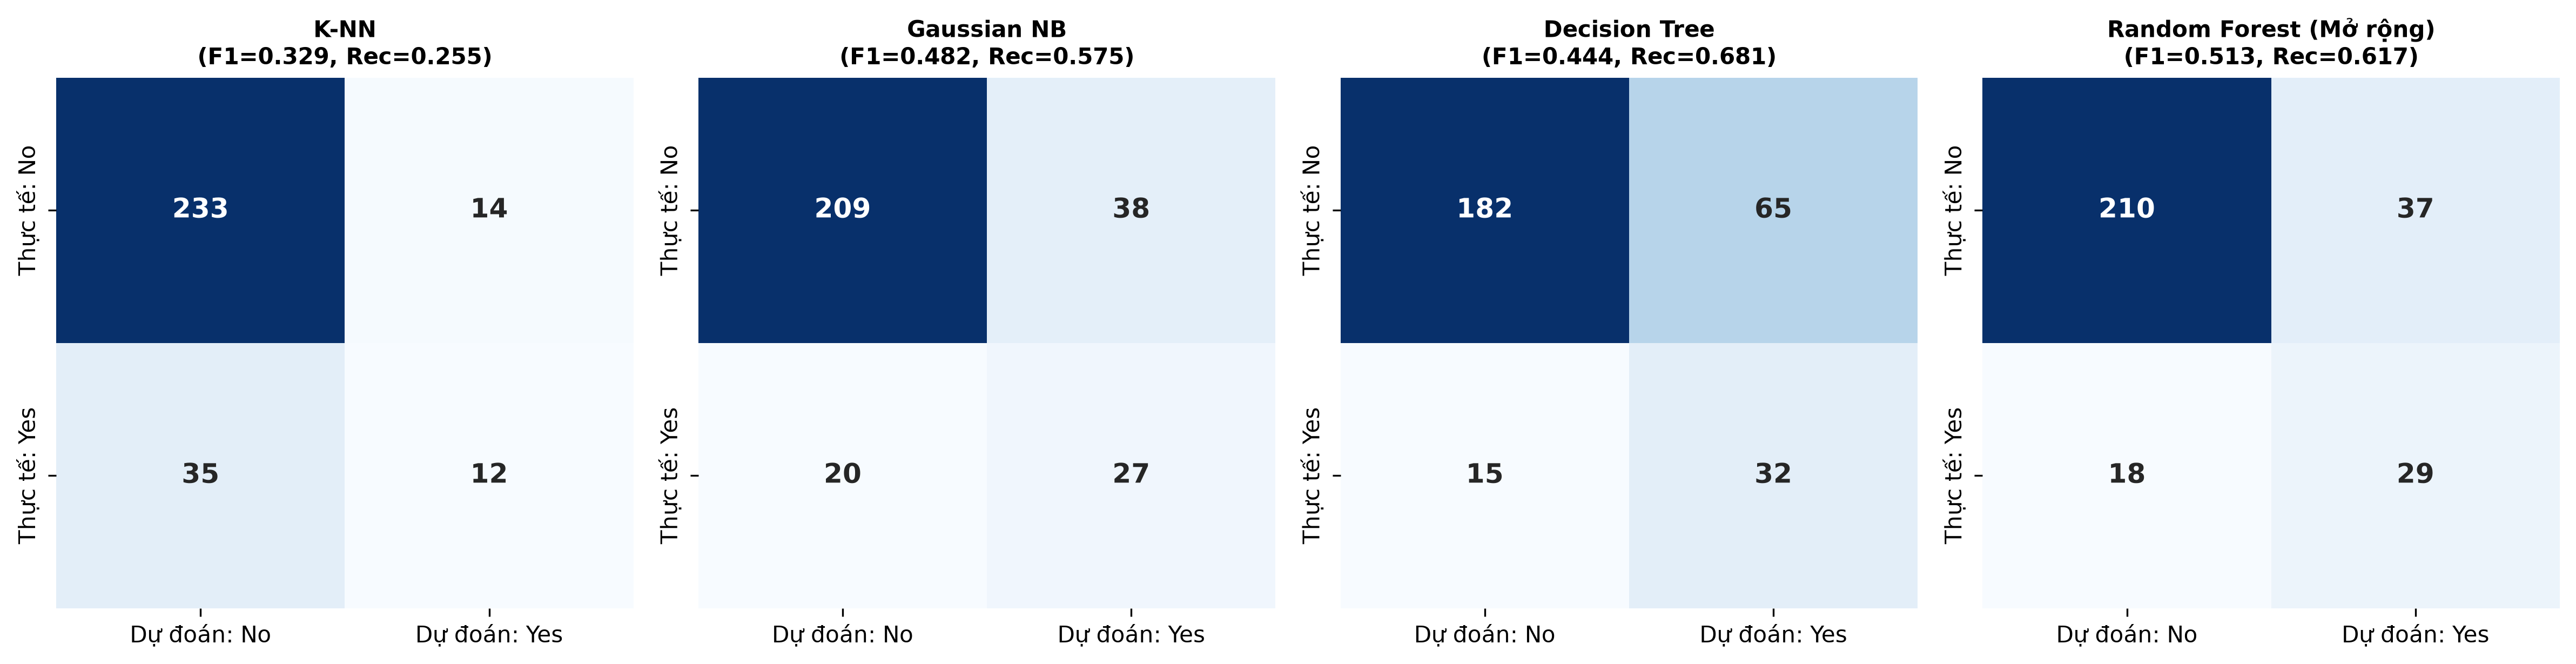 K-NN
(F1=0.329, Rec=0.255)
Thực tế: No
233
14
Thực tế: Yes
35
12
Dự đoán: No
Dự đoán: Yes
Gaussian NB
(F1=0.482, Rec=0.575)
Thực tế: No
209
38
Thực tế: Yes
20
27
Dự đoán: No
Dự đoán: Yes
Decision Tree
(F1=0.444, Rec=0.681)
Thực tế: No
182
65
Thực tế: Yes
15
32
Dự đoán: No
Dự đoán: Yes
Random Forest (Mở rộng)
(F1=0.513, Rec=0.617)
Thực tế: No
210
37
Thực tế: Yes
18
29
Dự đoán: No
Dự đoán: Yes